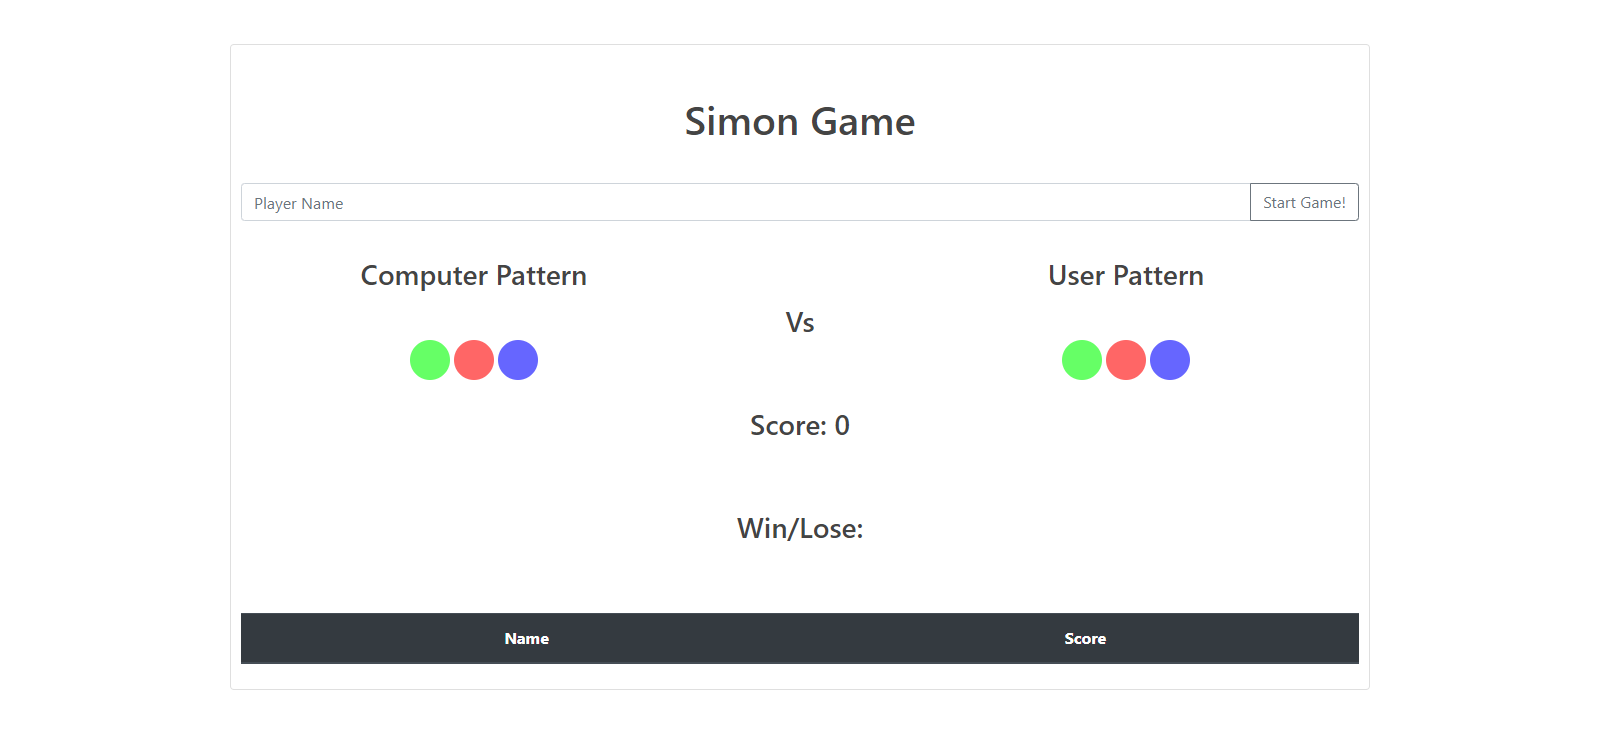 Simon Game
Player Name
Start Game!
Computer Pattern
User Pattern
Vs
Score: 0
Win/Lose:
Name
Score